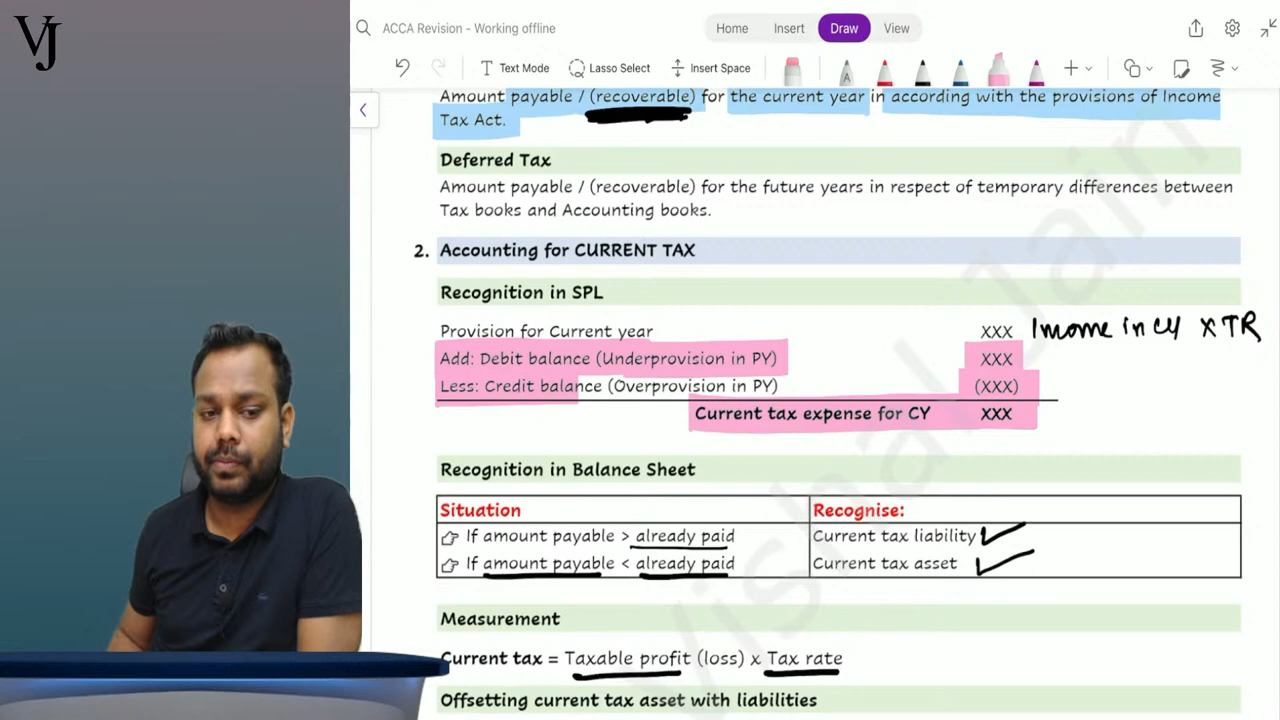 VJ
ACCA Revision - Working offline
Home Insert Draw View
Text Mode Lasso Select Insert Space
Amount payable / (recoverable) for the current year in according with the provisions of Income
Tax Act.
Deferred Tax
Amount payable / (recoverable) for the future years in respect of temporary differences between
Tax books and Accounting books.
2. Accounting for CURRENT TAX
Recognition in SPL
Provision for Current year XXX Income in CY X TR
Add: Debit balance (Underprovision in PY) XXX
Less: Credit balance (Overprovision in PY) (XXX)
Current tax expense for CY XXX
Recognition in Balance Sheet
Situation Recognise:
If amount payable > already paid Current tax liability
If amount payable < already paid Current tax asset
Measurement
Current tax = Taxable profit (loss) x Tax rate
Offsetting current tax asset with liabilities
Vishal Jain